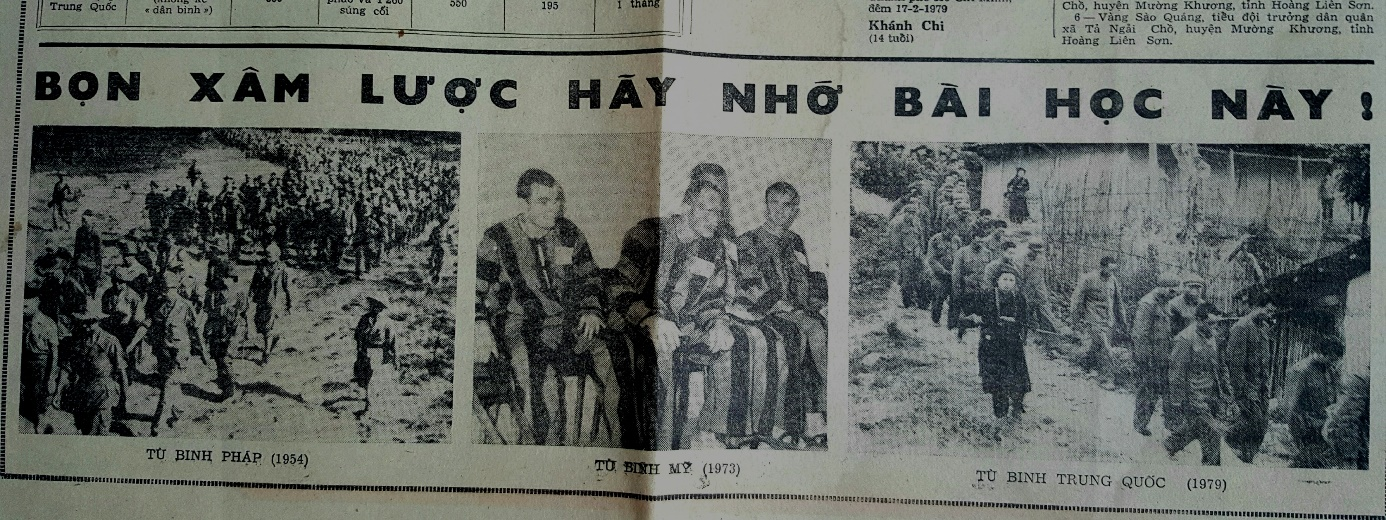 Trung Quốc
« dân binh »)
súng cối
550
195
1 tháng
đêm 17-2-1979
Khánh Chi
(14 tuổi)
Chồ, huyện Mường Khương, tỉnh Hoàng Liên Sơn.
6 — Vàng Sào Quáng, tiểu đội trưởng dân quân
xã Tả Ngải Chồ, huyện Mường Khương, tỉnh
Hoàng Liên Sơn.
BỌN XÂM LƯỢC HÃY NHỚ BÀI HỌC NÀY !
TÙ BINH PHÁP (1954)
TÙ BINH MỸ (1973)
TÙ BINH TRUNG QUỐC (1979)